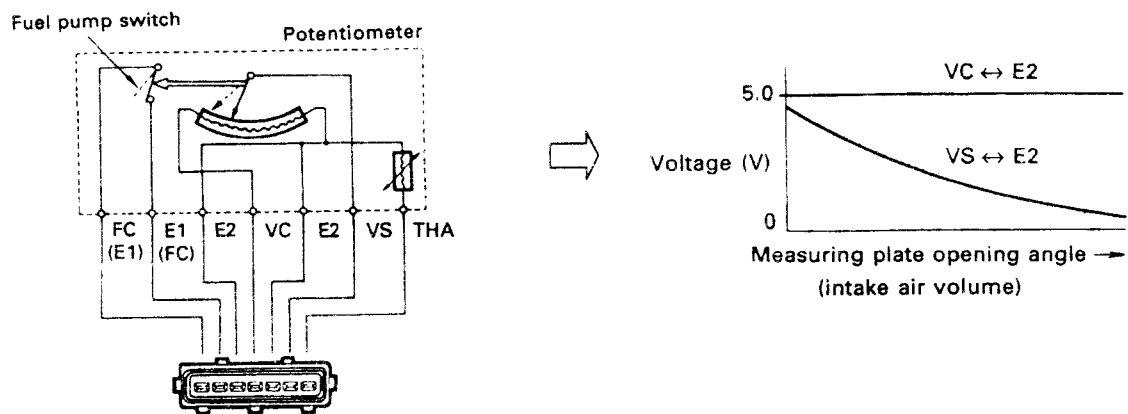 Fuel pump switch
Potentiometer
FC
(E1)
E1
(FC)
E2
VC
E2
VS
THA
Voltage (V)
5.0
0
VC ↔ E2
VS ↔ E2
Measuring plate opening angle →
(intake air volume)